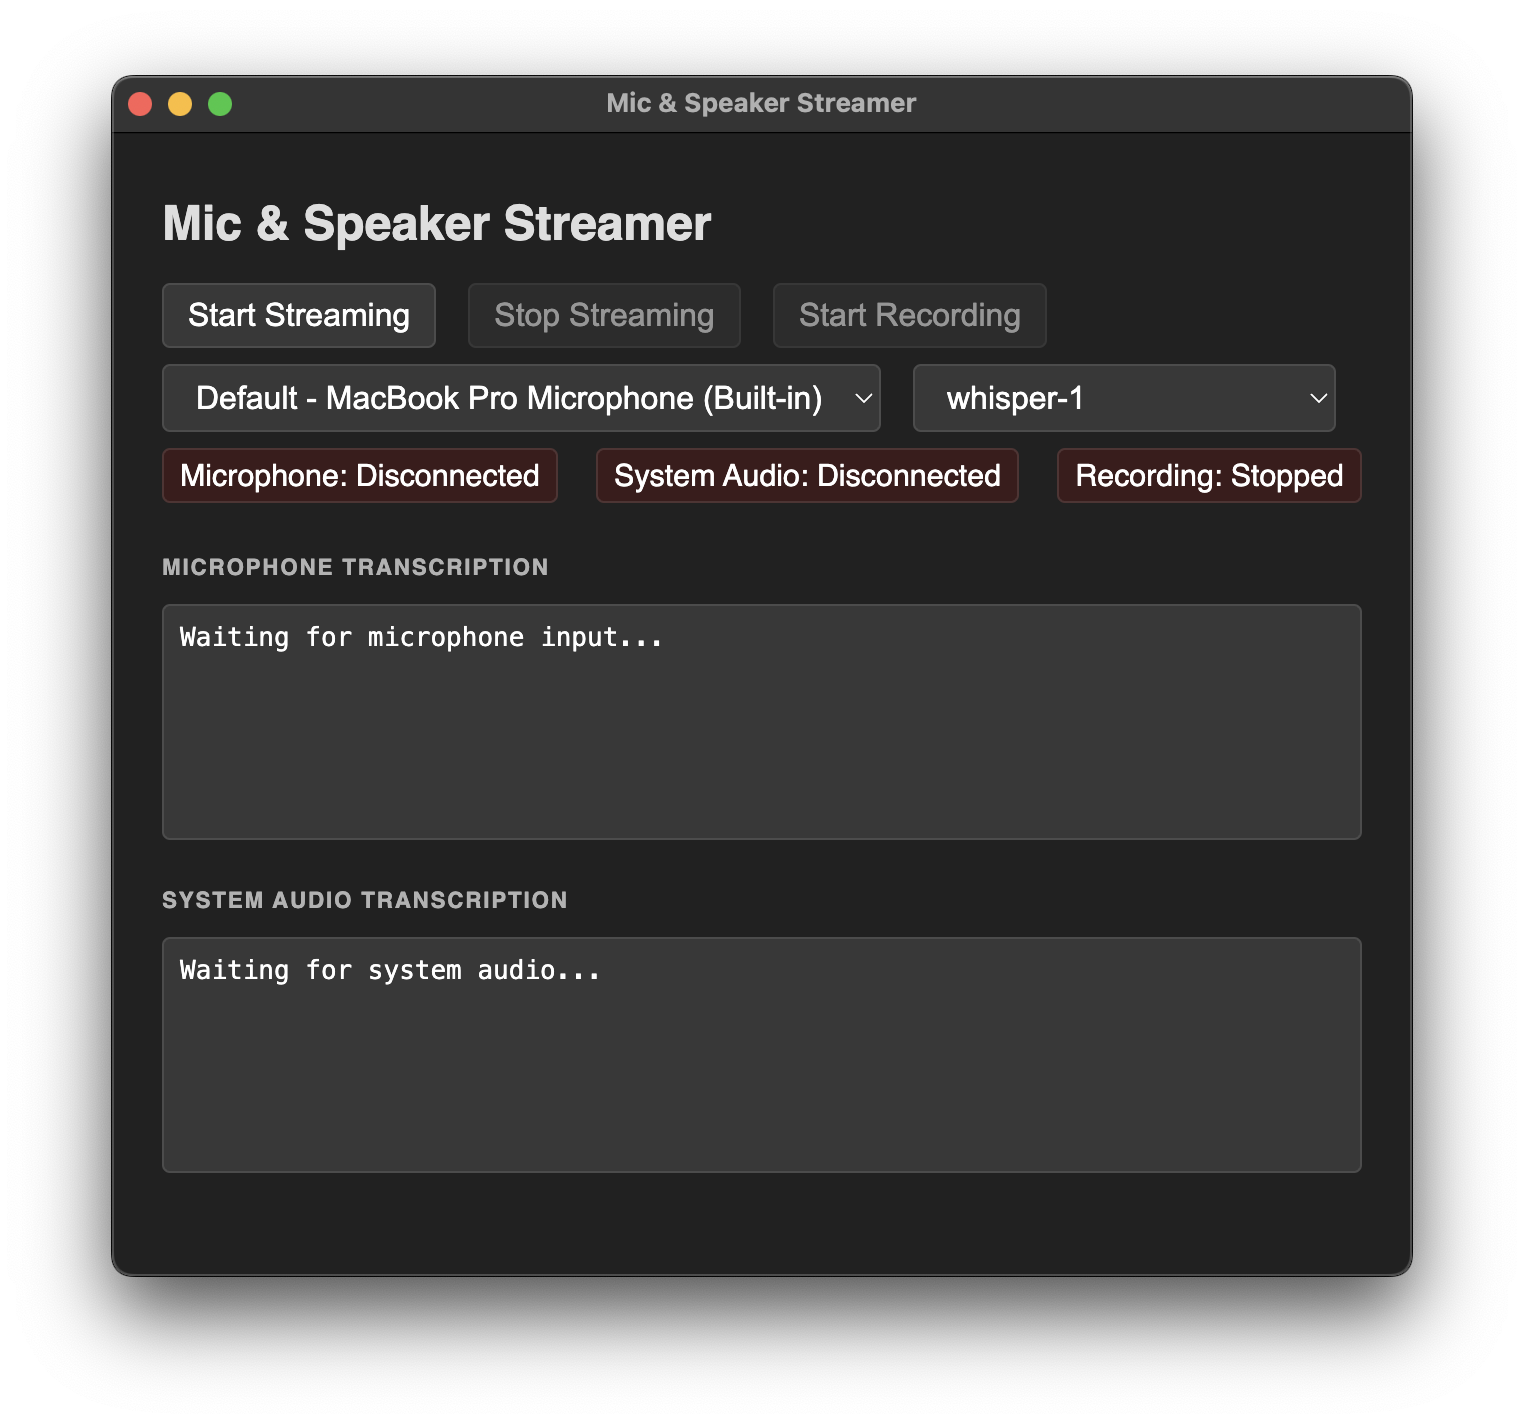 Mic & Speaker Streamer
Mic & Speaker Streamer
Start Streaming
Stop Streaming
Start Recording
Default - MacBook Pro Microphone (Built-in)
whisper-1
Microphone: Disconnected
System Audio: Disconnected
Recording: Stopped
MICROPHONE TRANSCRIPTION
Waiting for microphone input...
SYSTEM AUDIO TRANSCRIPTION
Waiting for system audio...